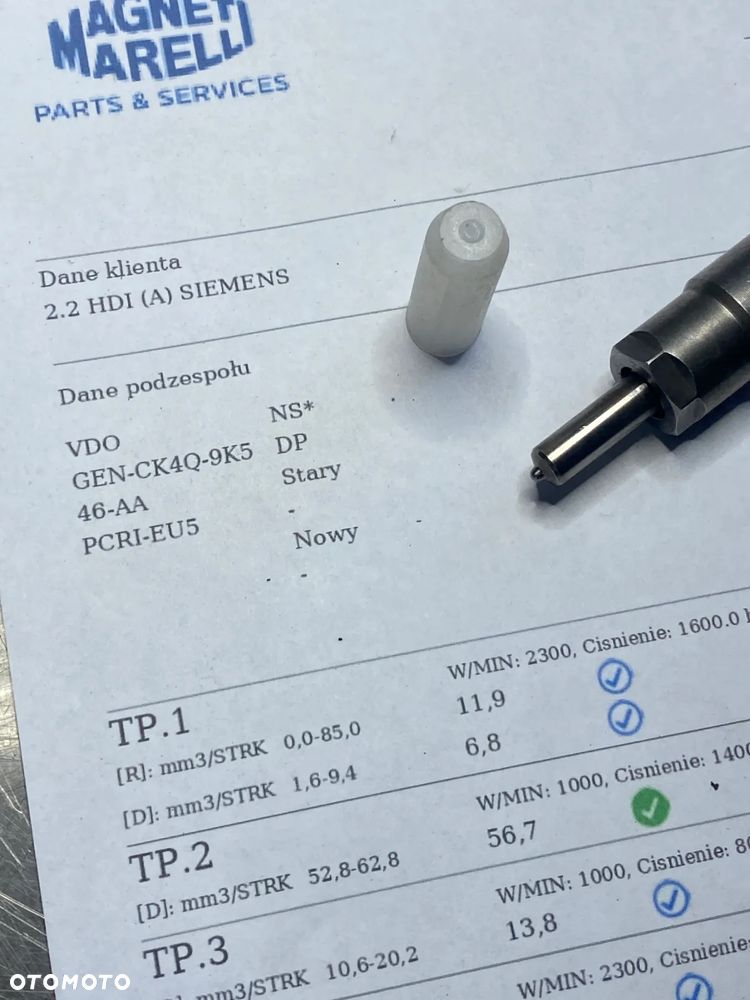 MAGNETI
MARELLI
PARTS & SERVICES
Dane klienta
2.2 HDI (A) SIEMENS
Dane podzespołu
VDO NS*
GEN-CK4Q-9K5 DP
46-AA Stary
PCRI-EU5 -
Nowy
-
W/MIN: 2300, Cisnienie: 1600.0
TP.1
[R]: mm3/STRK 0,0-85,0 11,9
[D]: mm3/STRK 1,6-9,4 6,8
W/MIN: 1000, Cisnienie: 1400
TP.2
[D]: mm3/STRK 52,8-62,8 56,7
W/MIN: 1000, Cisnienie: 80
TP.3
mm3/STRK 10,6-20,2 13,8
W/MIN: 2300, Cisnienie:
OTOMOTO